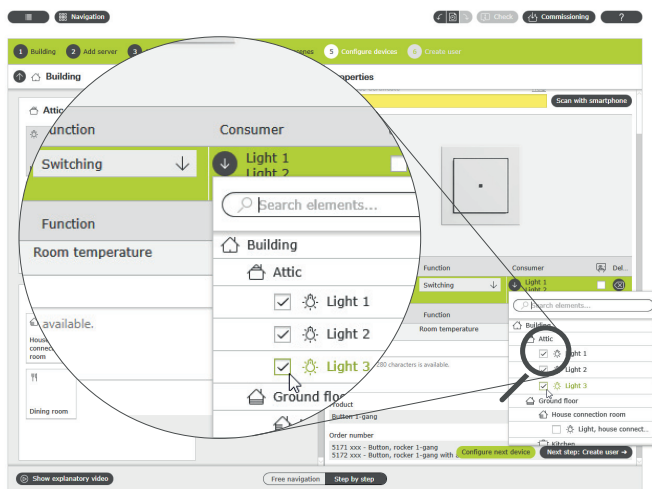 Navigation
Check
Commissioning
?
1 Building
2 Add server
3
5 Configure devices
6 Create user
Building
Scan with smartphone
Attic
Function
Consumer
Switching
Light 1
Light 2
Search elements...
Function
Building
Room temperature
Attic
Light 1
available.
Light 2
Light 3
Ground floor
room
Dining room
Function
Consumer
Del...
Switching
Light 1
Light 2
Search elements...
Function
Building
Room temperature
Attic
Light 1
280 characters is available.
Light 2
Light 3
Ground floor
House connection room
Light, house connect...
Kitchen
Button 1-gang
Order number
5171 xxx - Button, rocker 1-gang
5172 xxx - Button, rocker 1-gang with
Configure next device
Next step: Create user
Show explanatory video
Free navigation
Step by step